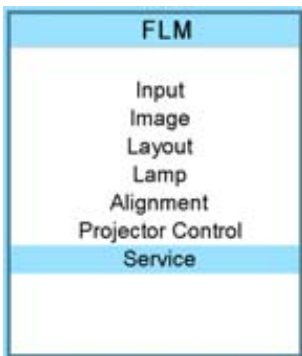 FLM
Input
Image
Layout
Lamp
Alignment
Projector Control
Service